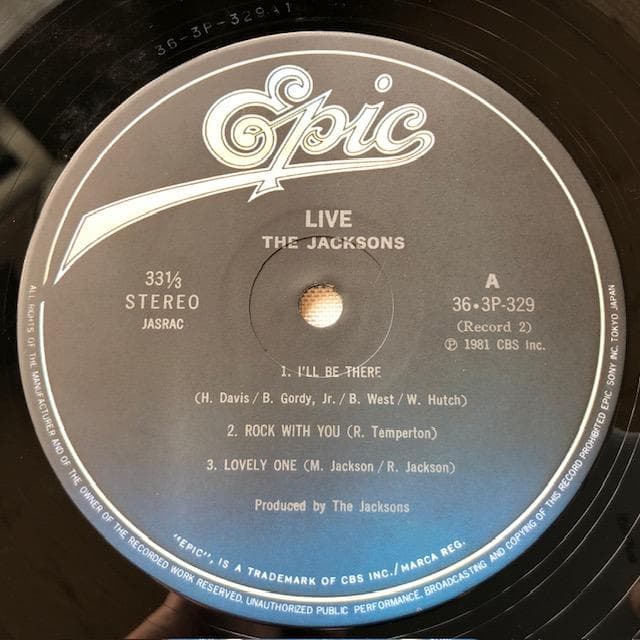 36-3P-329A1
Epic
LIVE
THE JACKSONS
33⅓
STEREO
JASRAC
A
36•3P-329
(Record 2)
℗ 1981 CBS Inc.
1. I'LL BE THERE
(H. Davis / B. Gordy, Jr. / B. West / W. Hutch)
2. ROCK WITH YOU (R. Temperton)
3. LOVELY ONE (M. Jackson / R. Jackson)
Produced by The Jacksons
"EPIC", IS A TRADEMARK OF CBS INC. / MARCA REG.
ALL RIGHTS OF THE MANUFACTURER AND OF THE OWNER OF THE RECORDED WORK RESERVED. UNAUTHORIZED PUBLIC PERFORMANCE, BROADCASTING AND COPYING OF THIS RECORD PROHIBITED EPIC, SONY INC. TOKYO JAPAN